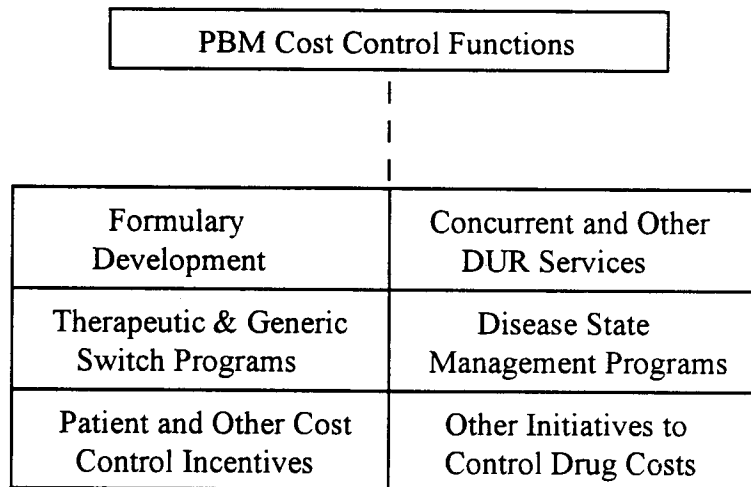 PBM Cost Control Functions
Formulary
Development
Concurrent and Other
DUR Services
Therapeutic & Generic
Switch Programs
Disease State
Management Programs
Patient and Other Cost
Control Incentives
Other Initiatives to
Control Drug Costs